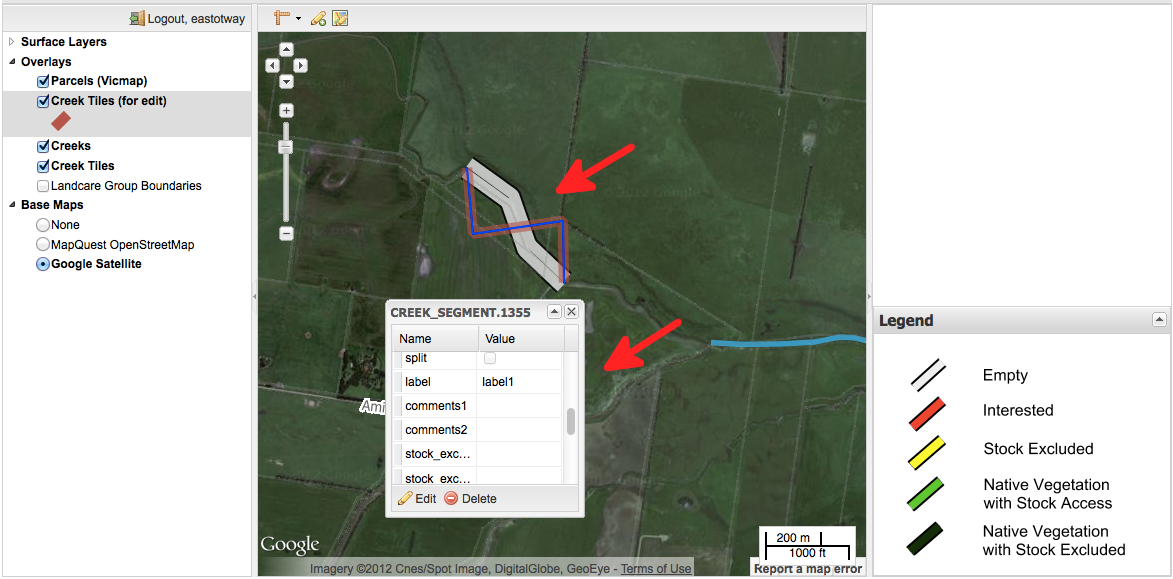 Logout, eastotway
Surface Layers
Overlays
Parcels (Vicmap)
Creek Tiles (for edit)
Creeks
Creek Tiles
Landcare Group Boundaries
Base Maps
None
MapQuest OpenStreetMap
Google Satellite
CREEK_SEGMENT.1355
Name Value
split
label label1
comments1
comments2
stock_exc...
stock_exc...
Edit Delete
Ami
Google
Imagery ©2012 Cnes/Spot Image, DigitalGlobe, GeoEye - Terms of Use
200 m
1000 ft
Report a map error
Legend
Empty
Interested
Stock Excluded
Native Vegetation
with Stock Access
Native Vegetation
with Stock Excluded